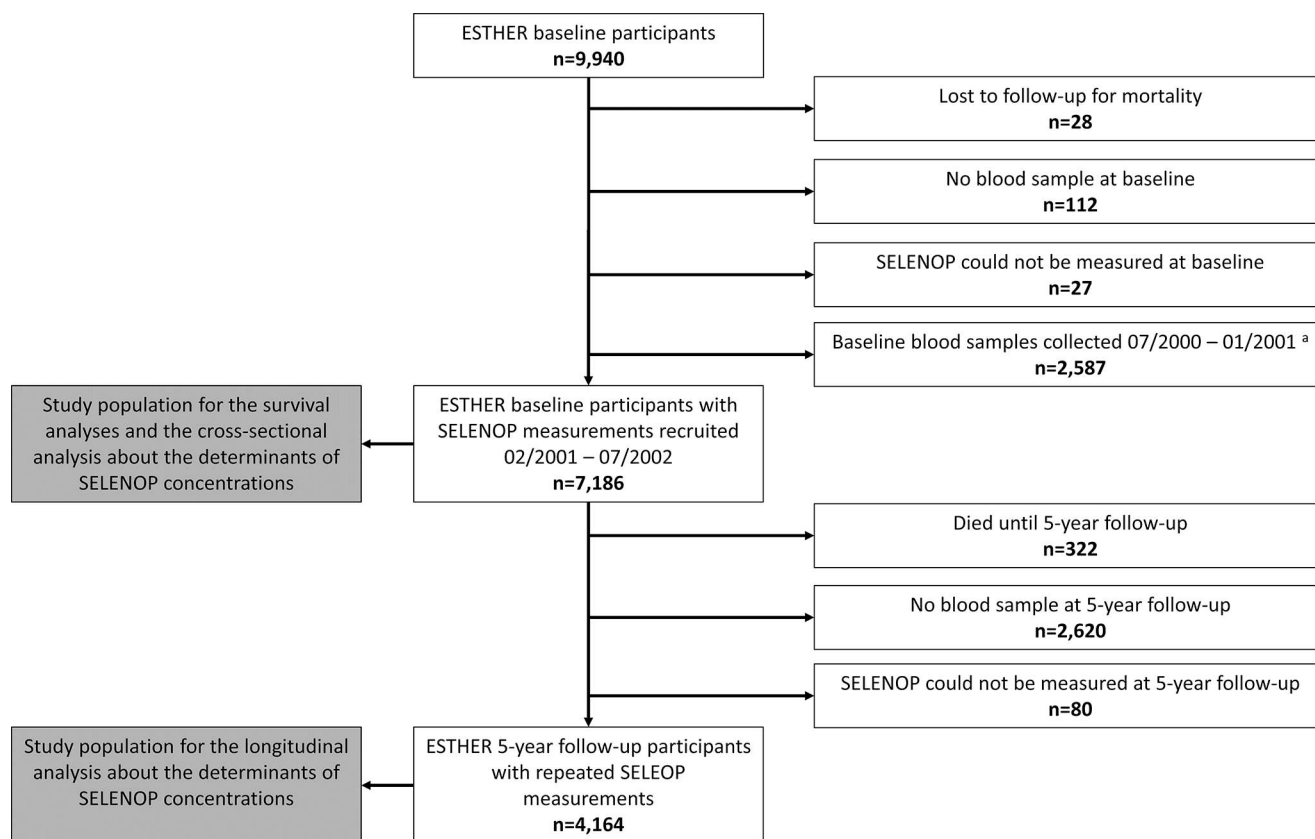 ESTHER baseline participants
n=9,940
Lost to follow-up for mortality
n=28
No blood sample at baseline
n=112
SELENOP could not be measured at baseline
n=27
Baseline blood samples collected 07/2000 – 01/2001 ᵃ
n=2,587
Study population for the survival
analyses and the cross-sectional
analysis about the determinants of
SELENOP concentrations
ESTHER baseline participants with
SELENOP measurements recruited
02/2001 – 07/2002
n=7,186
Died until 5-year follow-up
n=322
No blood sample at 5-year follow-up
n=2,620
SELENOP could not be measured at 5-year follow-up
n=80
Study population for the longitudinal
analysis about the determinants of
SELENOP concentrations
ESTHER 5-year follow-up participants
with repeated SELEOP
measurements
n=4,164